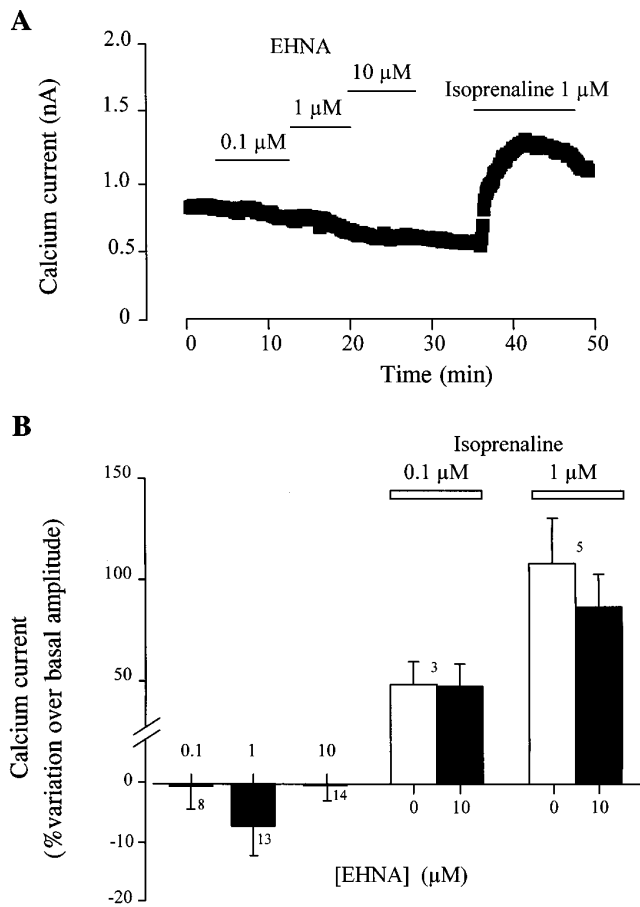 A
Calcium current (nA)
2.0
1.5
1.0
0.5
0
EHNA
0.1 µM
1 µM
10 µM
Isoprenaline 1 µM
0 10 20 30 40 50
Time (min)
B
Calcium current
(%variation over basal amplitude)
150
100
50
0
-10
-20
Isoprenaline
0.1 µM 1 µM
0.1 1 10
8 13 14 3 5
0 10 0 10
[EHNA] (µM)